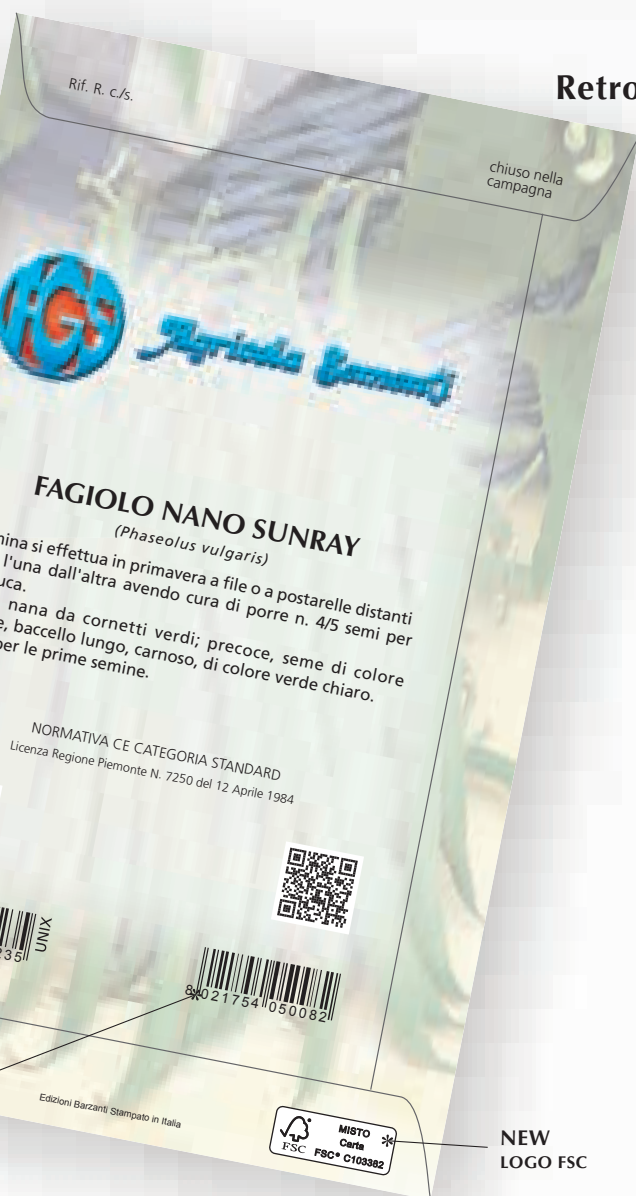 Retro
Rif. R. c./s.
chiuso nella
campagna
FGS
FAGIOLO NANO SUNRAY
(Phaseolus vulgaris)
si effettua in primavera a file o a postarelle distanti
l'una dall'altra avendo cura di porre n. 4/5 semi per
nana da cornetti verdi; precoce, seme di colore
baccello lungo, carnoso, di colore verde chiaro.
per le prime semine.
NORMATIVA CE CATEGORIA STANDARD
Licenza Regione Piemonte N. 7250 del 12 Aprile 1984
235
UNIX
8 021754 050082
Edizioni Barzanti Stampato in Italia
FSC
MISTO
Carta
FSC® C103382
NEW
LOGO FSC